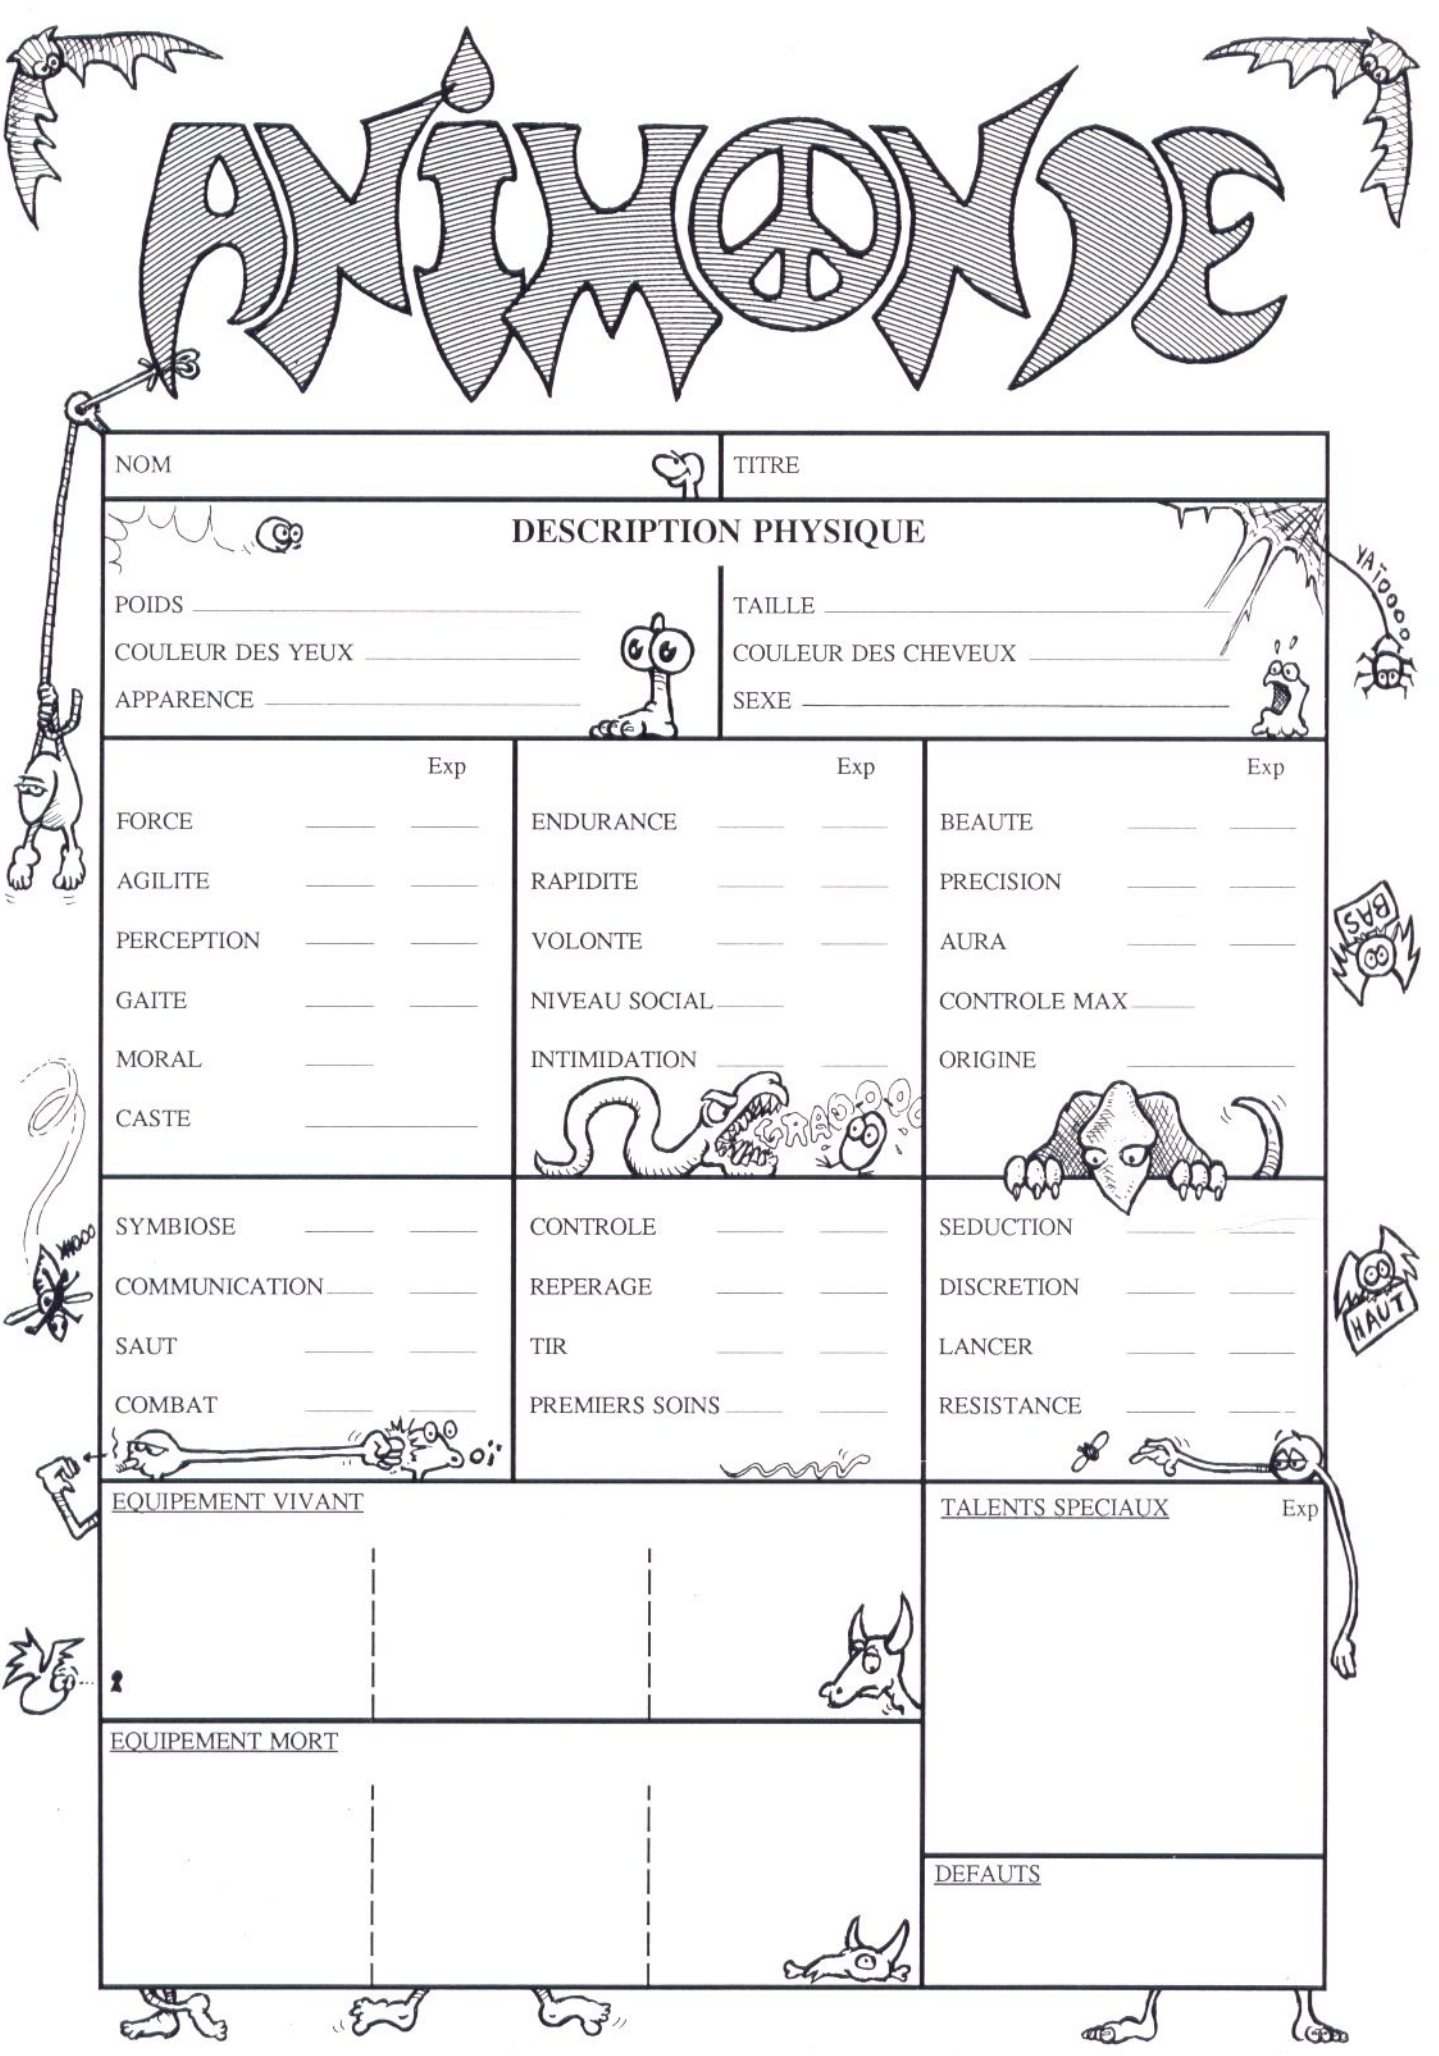 ANIMONDE
NOM
TITRE
DESCRIPTION PHYSIQUE
POIDS
TAILLE
COULEUR DES YEUX
COULEUR DES CHEVEUX
APPARENCE
SEXE
YAÏOOOO
Exp
FORCE
AGILITE
PERCEPTION
GAITE
MORAL
CASTE
Exp
ENDURANCE
RAPIDITE
VOLONTE
NIVEAU SOCIAL
INTIMIDATION
Exp
BEAUTE
PRECISION
AURA
CONTROLE MAX
ORIGINE
BAS
SYMBIOSE
COMMUNICATION
SAUT
COMBAT
CONTROLE
REPERAGE
TIR
PREMIERS SOINS
SEDUCTION
DISCRETION
LANCER
RESISTANCE
HAUT
EQUIPEMENT VIVANT
TALENTS SPECIAUX
Exp
EQUIPEMENT MORT
DEFAUTS